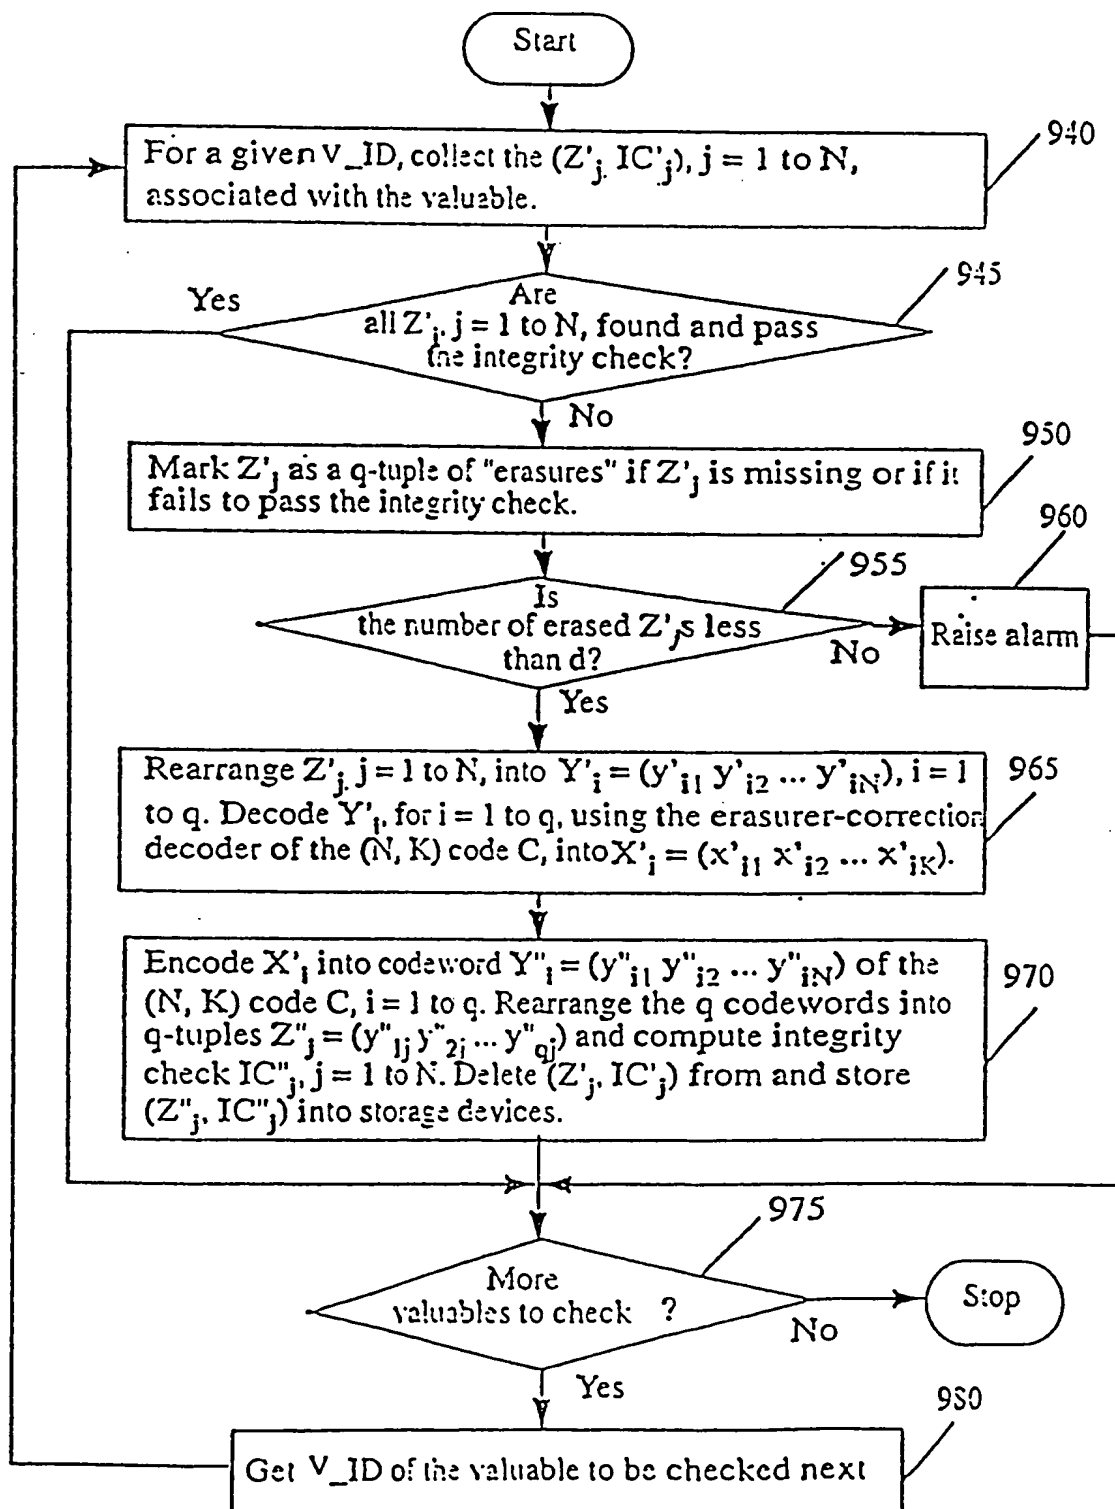 Start
940
For a given V_ID, collect the (Z'j, IC'j), j = 1 to N,
associated with the valuable.
945
Yes
Are
all Z'j, j = 1 to N, found and pass
the integrity check?
No
950
Mark Z'j as a q-tuple of "erasures" if Z'j is missing or if it
fails to pass the integrity check.
960
955
Is
the number of erased Z'j s less
than d?
No
Raise alarm
Yes
965
Rearrange Z'j, j = 1 to N, into Y'i = (y'i1 y'i2 ... y'iN), i = 1
to q. Decode Y'i, for i = 1 to q, using the erasurer-correction
decoder of the (N, K) code C, into X'i = (x'i1 x'i2 ... x'iK).
970
Encode X'i into codeword Y"i = (y"i1 y"i2 ... y"iN) of the
(N, K) code C, i = 1 to q. Rearrange the q codewords into
q-tuples Z"j = (y"1j y"2j ... y"qj) and compute integrity
check IC"j, j = 1 to N. Delete (Z'j, IC'j) from and store
(Z"j, IC"j) into storage devices.
975
More
valuables to check ?
No
Stop
Yes
980
Get V_ID of the valuable to be checked next